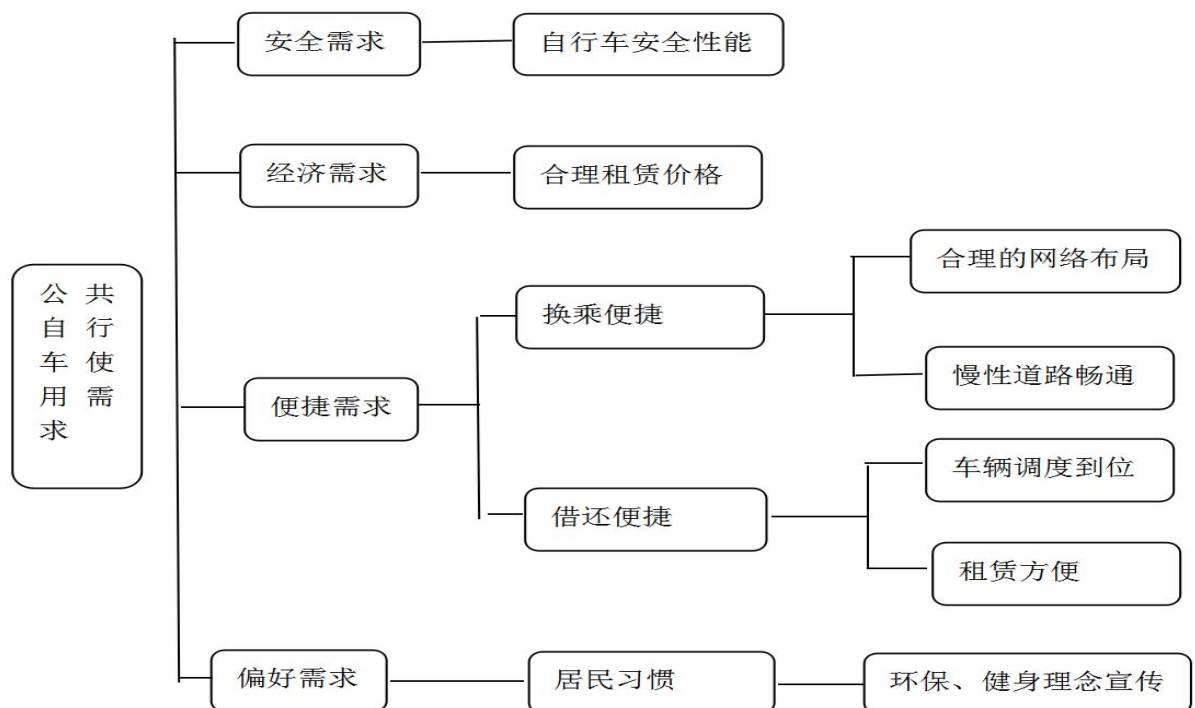 公共
自行
车使
用需
求
安全需求
自行车安全性能
经济需求
合理租赁价格
便捷需求
换乘便捷
合理的网络布局
慢性道路畅通
借还便捷
车辆调度到位
租赁方便
偏好需求
居民习惯
环保、健身理念宣传